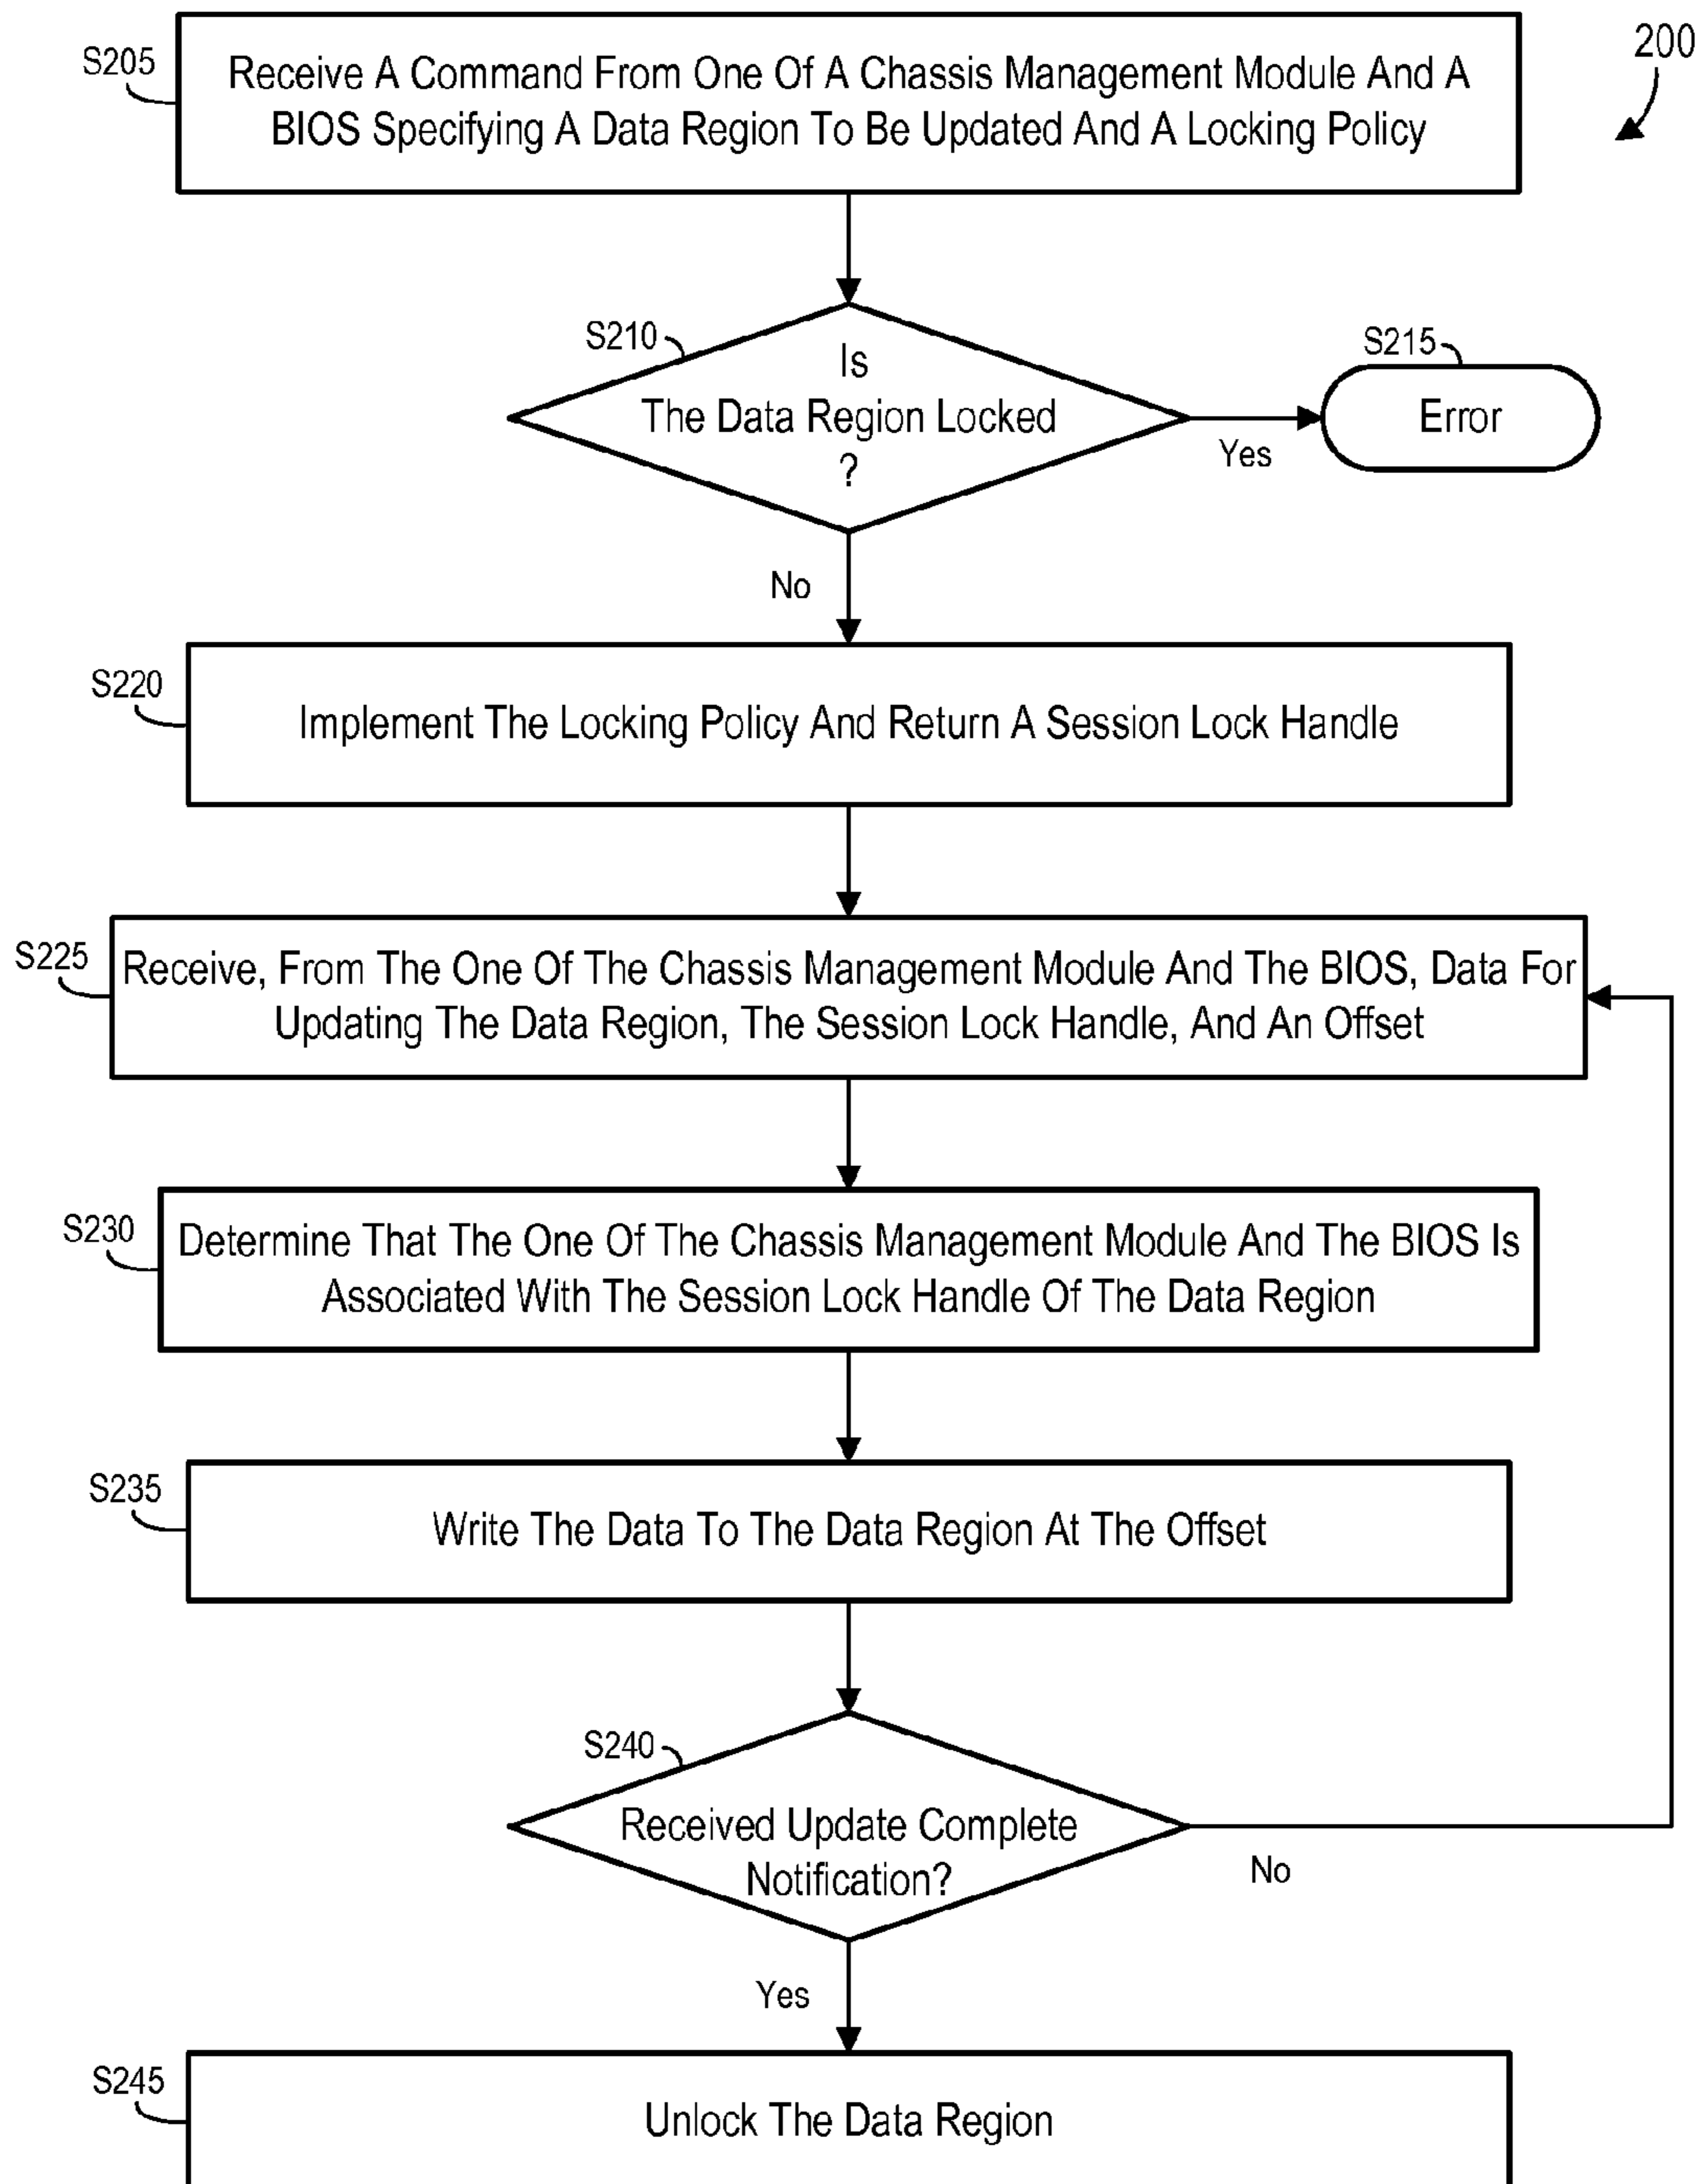 200
S205
Receive A Command From One Of A Chassis Management Module And A
BIOS Specifying A Data Region To Be Updated And A Locking Policy
S210
Is
The Data Region Locked
?
Yes
S215
Error
No
S220
Implement The Locking Policy And Return A Session Lock Handle
S225
Receive, From The One Of The Chassis Management Module And The BIOS, Data For
Updating The Data Region, The Session Lock Handle, And An Offset
S230
Determine That The One Of The Chassis Management Module And The BIOS Is
Associated With The Session Lock Handle Of The Data Region
S235
Write The Data To The Data Region At The Offset
S240
Received Update Complete
Notification?
No
Yes
S245
Unlock The Data Region